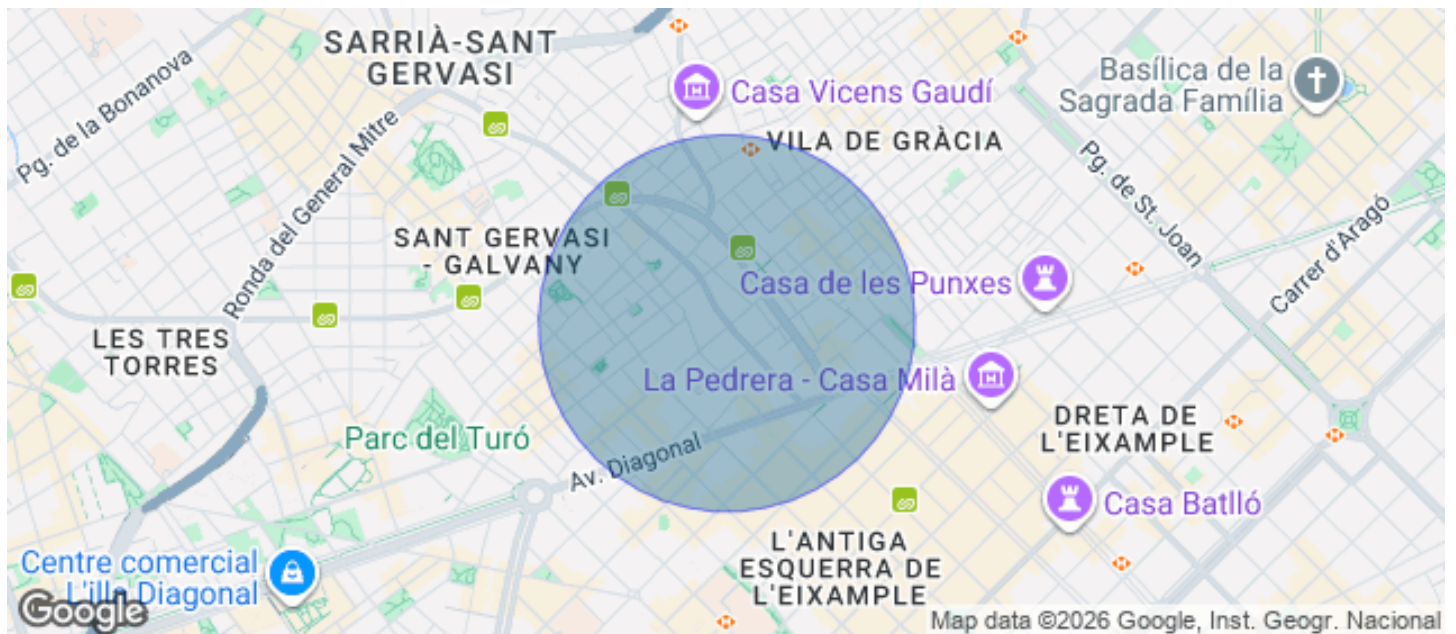 SARRIÀ-SANT
GERVASI
Pg. de la Bonanova
Ronda del General Mitre
Casa Vicens Gaudí
VILA DE GRÀCIA
Basílica de la
Sagrada Família
Pg. de St. Joan
Carrer d'Aragó
SANT GERVASI
- GALVANY
Casa de les Punxes
LES TRES
TORRES
La Pedrera - Casa Milà
DRETA DE
L'EIXAMPLE
Parc del Turó
Av. Diagonal
Casa Batlló
L'ANTIGA
ESQUERRA DE
L'EIXAMPLE
Centre comercial
L'illa Diagonal
Google
Map data ©2026 Google, Inst. Geogr. Nacional